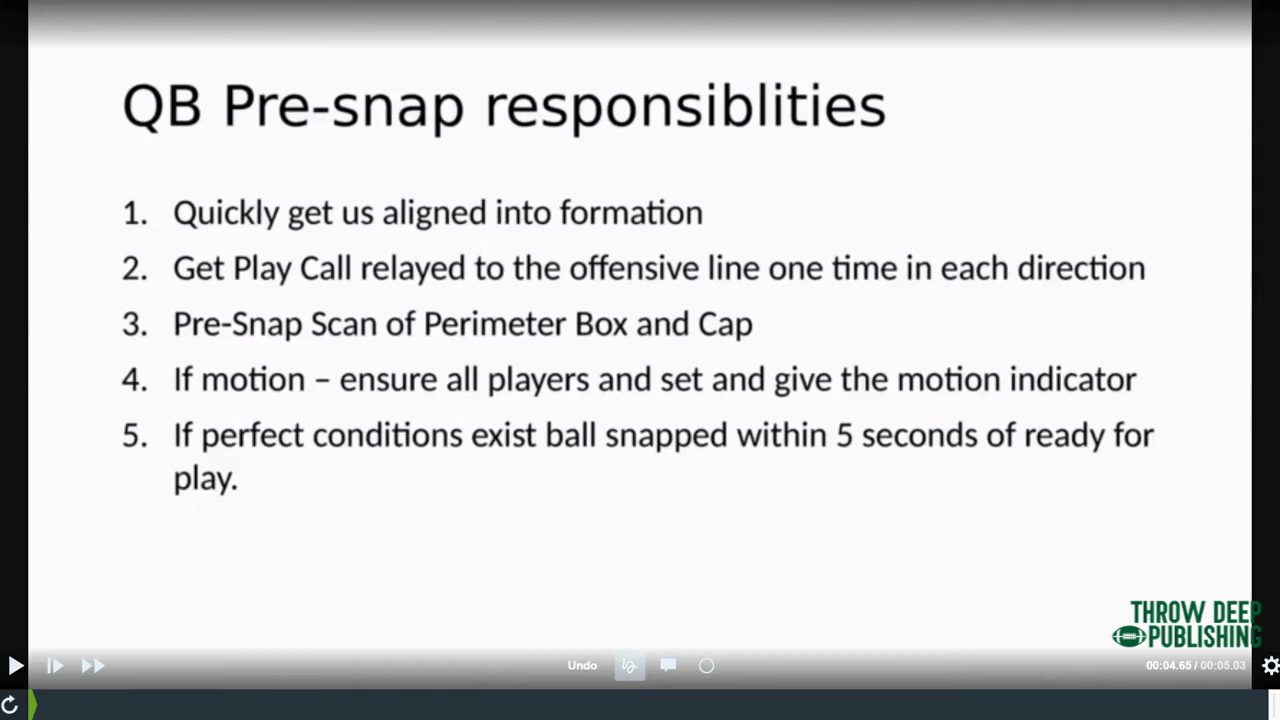 QB Pre-snap responsiblities
1. Quickly get us aligned into formation
2. Get Play Call relayed to the offensive line one time in each direction
3. Pre-Snap Scan of Perimeter Box and Cap
4. If motion – ensure all players and set and give the motion indicator
5. If perfect conditions exist ball snapped within 5 seconds of ready for
play.
THROW DEEP
PUBLISHING
Undo
00:04.65 / 00:05.03